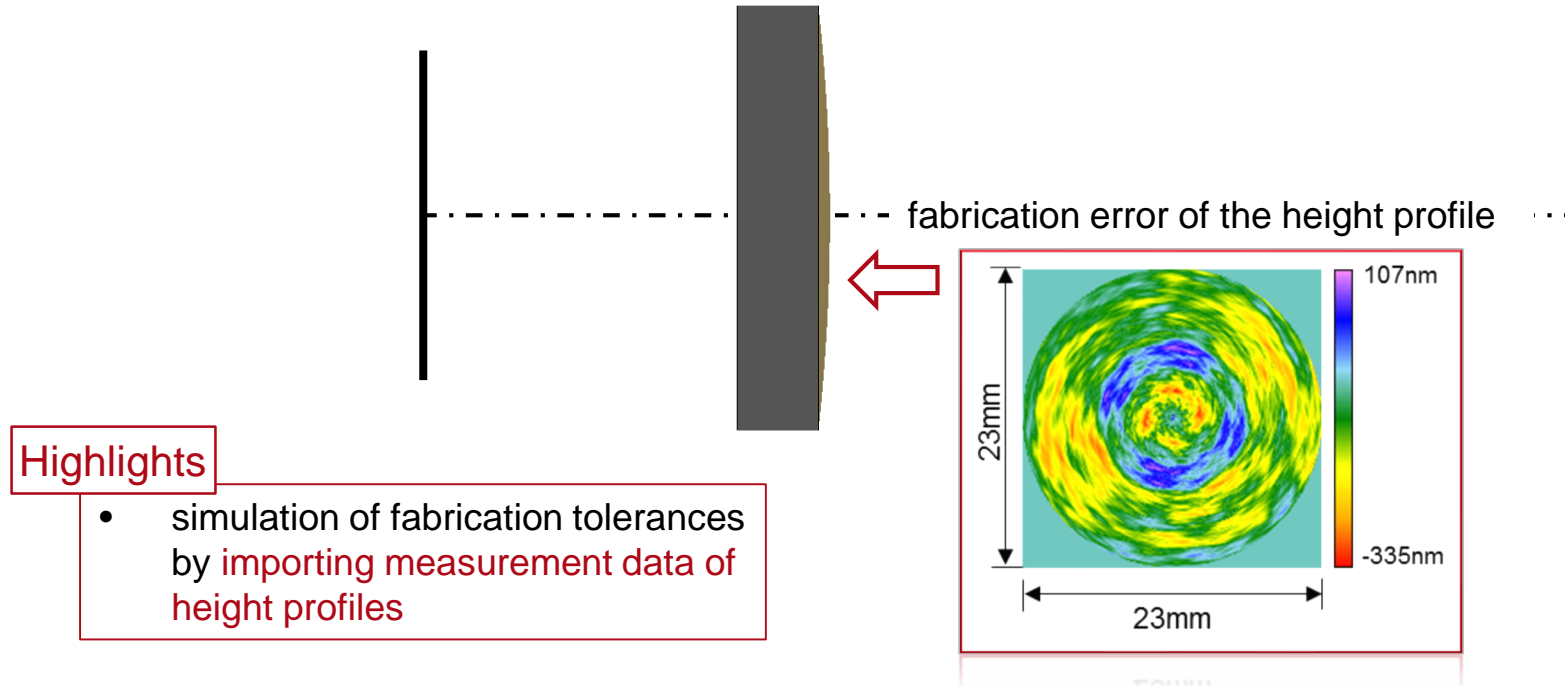 fabrication error of the height profile
107nm
23mm
-335nm
23mm
Highlights
• simulation of fabrication tolerances
by importing measurement data of
height profiles